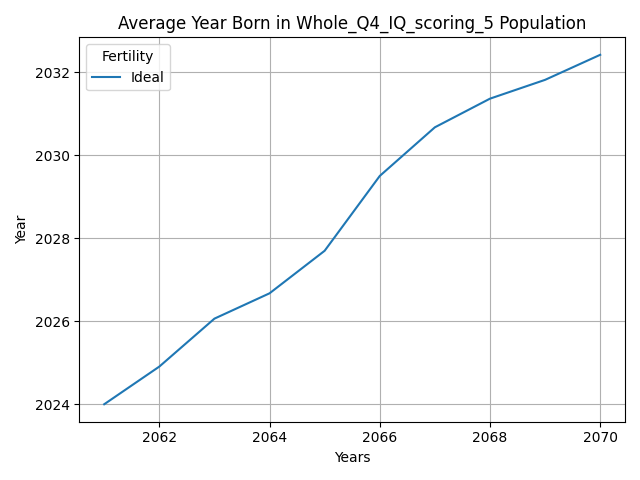 Average Year Born in Whole_Q4_IQ_scoring_5 Population
Fertility
Ideal
2032
2030
2028
2026
2024
Year
2062 2064 2066 2068 2070
Years